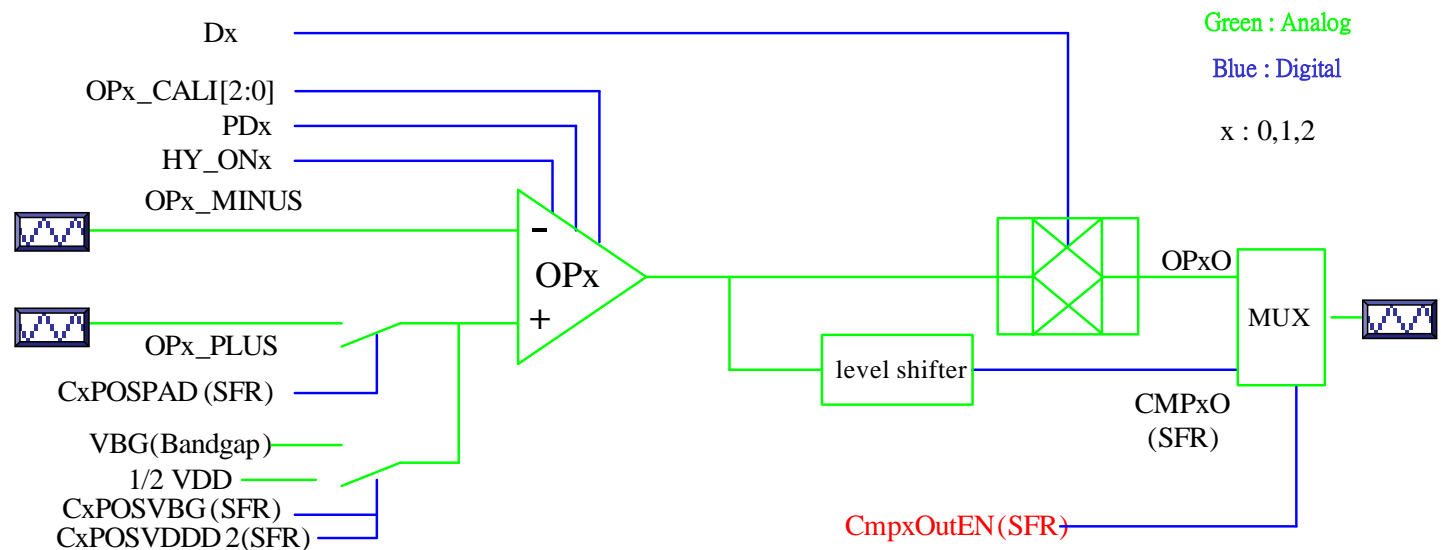 Dx
Green : Analog
Blue : Digital
x : 0,1,2
OPx_CALI[2:0]
PDx
HY_ONx
OPx_MINUS
-
OPx
+
OPx_PLUS
CxPOSPAD (SFR)
VBG(Bandgap)
1/2 VDD
CxPOSVBG (SFR)
CxPOSVDDD 2(SFR)
level shifter
OPxO
MUX
CMPxO
(SFR)
CmpxOutEN(SFR)